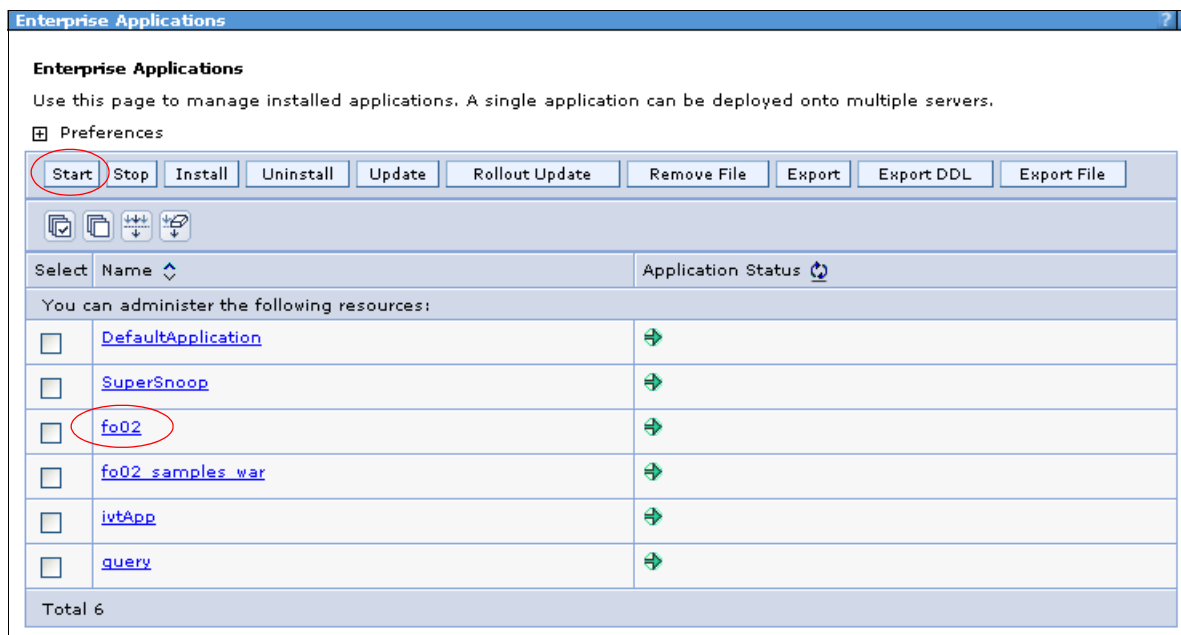 Enterprise Applications ?
Enterprise Applications
Use this page to manage installed applications. A single application can be deployed onto multiple servers.
Preferences
Start Stop Install Uninstall Update Rollout Update Remove File Export Export DDL Export File
Select Name Application Status
You can administer the following resources:
DefaultApplication
SuperSnoop
fo02
fo02_samples_war
ivtApp
query
Total 6